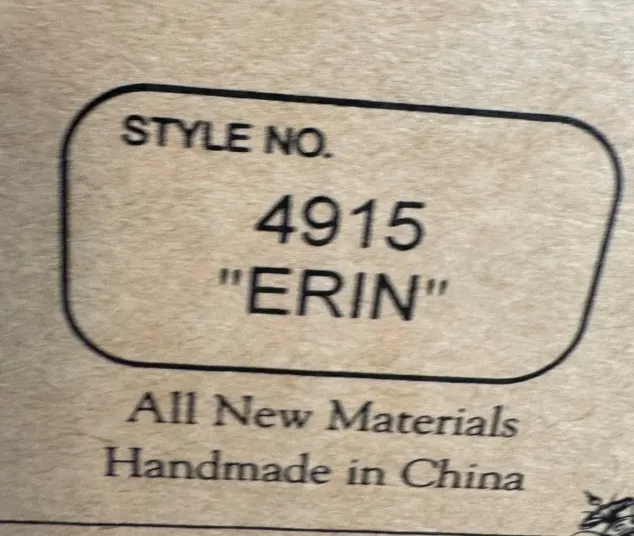 STYLE NO.
4915
"ERIN"
All New Materials
Handmade in China